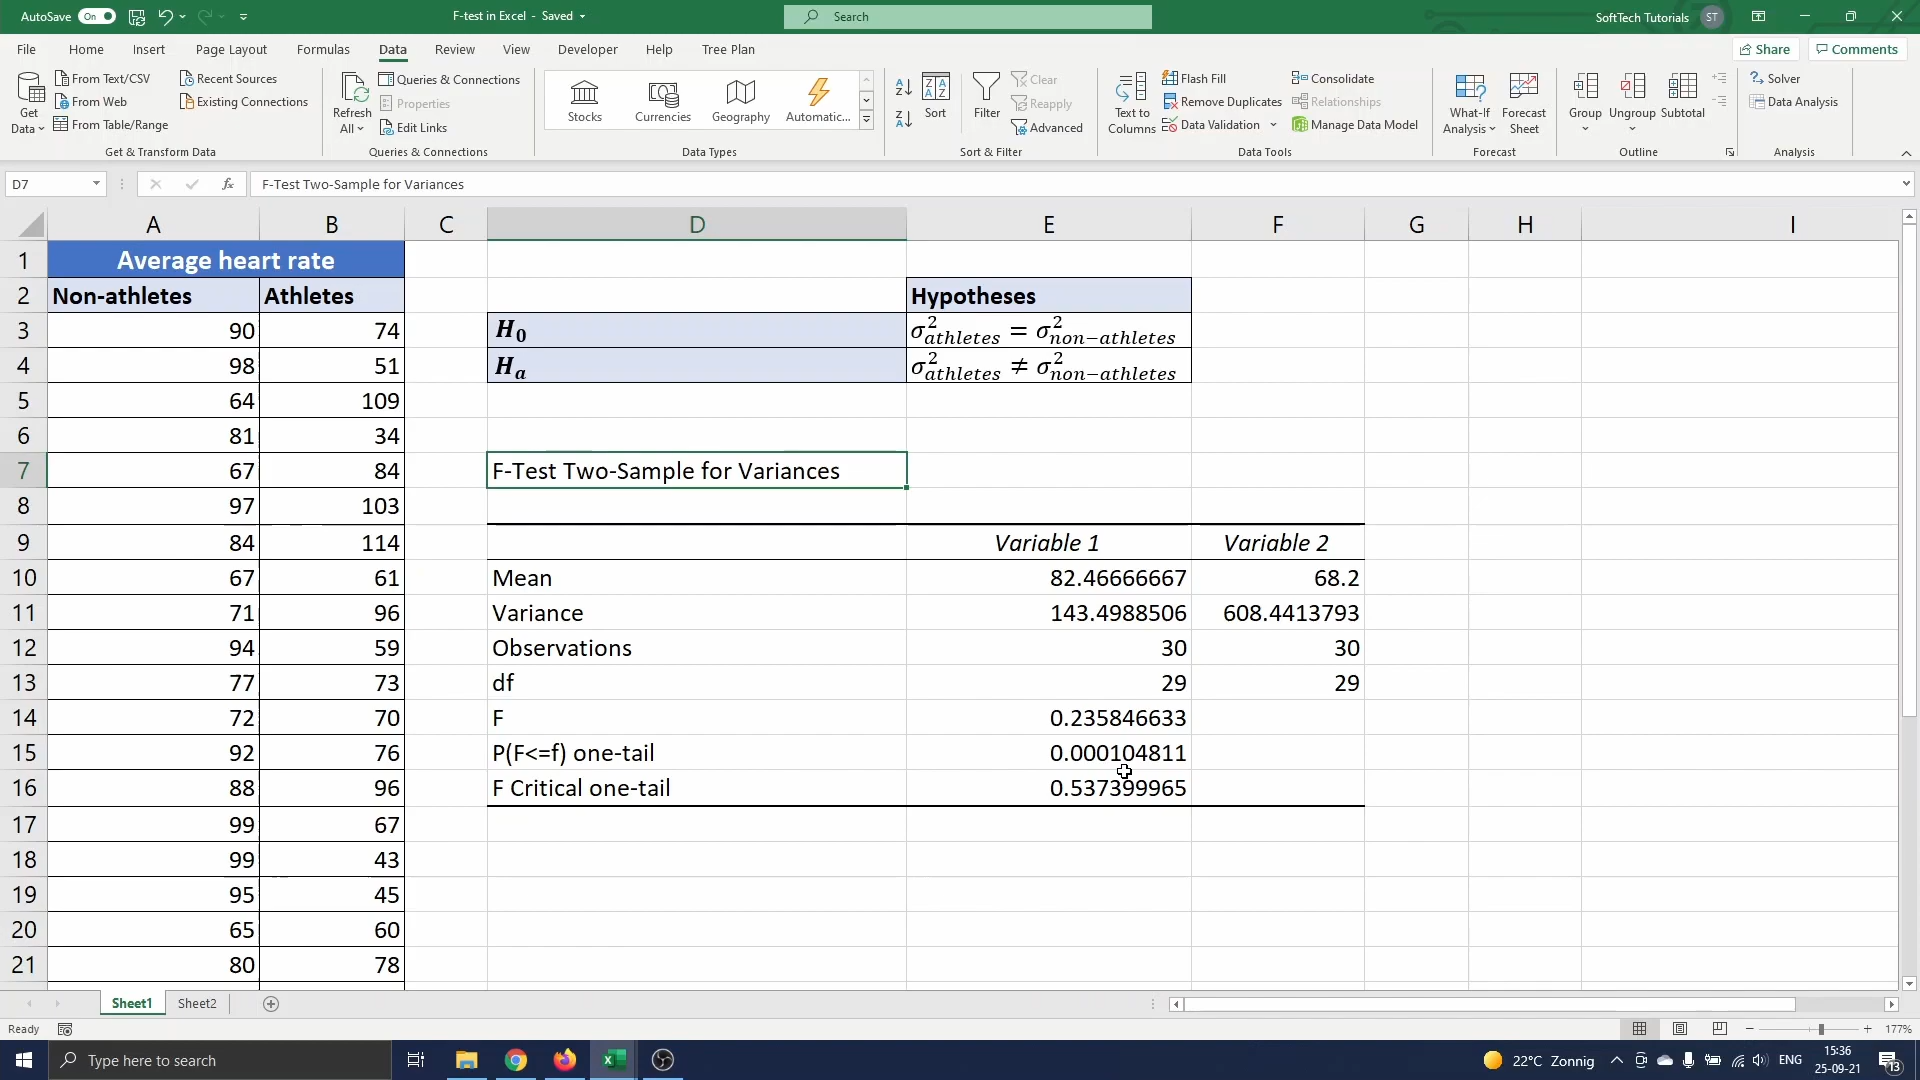 AutoSave On
F-test in Excel - Saved
Search
SoftTech Tutorials ST
File Home Insert Page Layout Formulas Data Review View Developer Help Tree Plan
Share Comments
Get Data
From Text/CSV
From Web
From Table/Range
Recent Sources
Existing Connections
Get & Transform Data
Refresh All
Queries & Connections
Properties
Edit Links
Queries & Connections
Stocks Currencies Geography Automatic...
Data Types
Sort
Filter
Clear
Reapply
Advanced
Sort & Filter
Text to Columns
Flash Fill
Remove Duplicates
Data Validation
Consolidate
Relationships
Manage Data Model
Data Tools
What-If Analysis
Forecast Sheet
Forecast
Group Ungroup Subtotal
Outline
Solver
Data Analysis
Analysis
D7 fx F-Test Two-Sample for Variances
A B C D E F G H I
1 Average heart rate
2 Non-athletes Athletes Hypotheses
3 90 74 H₀ σ²athletes = σ²non−athletes
4 98 51 Hₐ σ²athletes ≠ σ²non−athletes
5 64 109
6 81 34
7 67 84 F-Test Two-Sample for Variances
8 97 103
9 84 114 Variable 1 Variable 2
10 67 61 Mean 82.46666667 68.2
11 71 96 Variance 143.4988506 608.4413793
12 94 59 Observations 30 30
13 77 73 df 29 29
14 72 70 F 0.235846633
15 92 76 P(F<=f) one-tail 0.000104811
16 88 96 F Critical one-tail 0.537399965
17 99 67
18 99 43
19 95 45
20 65 60
21 80 78
Sheet1 Sheet2
Ready 177%
Type here to search
22°C Zonnig ENG 15:36
25-09-21
13